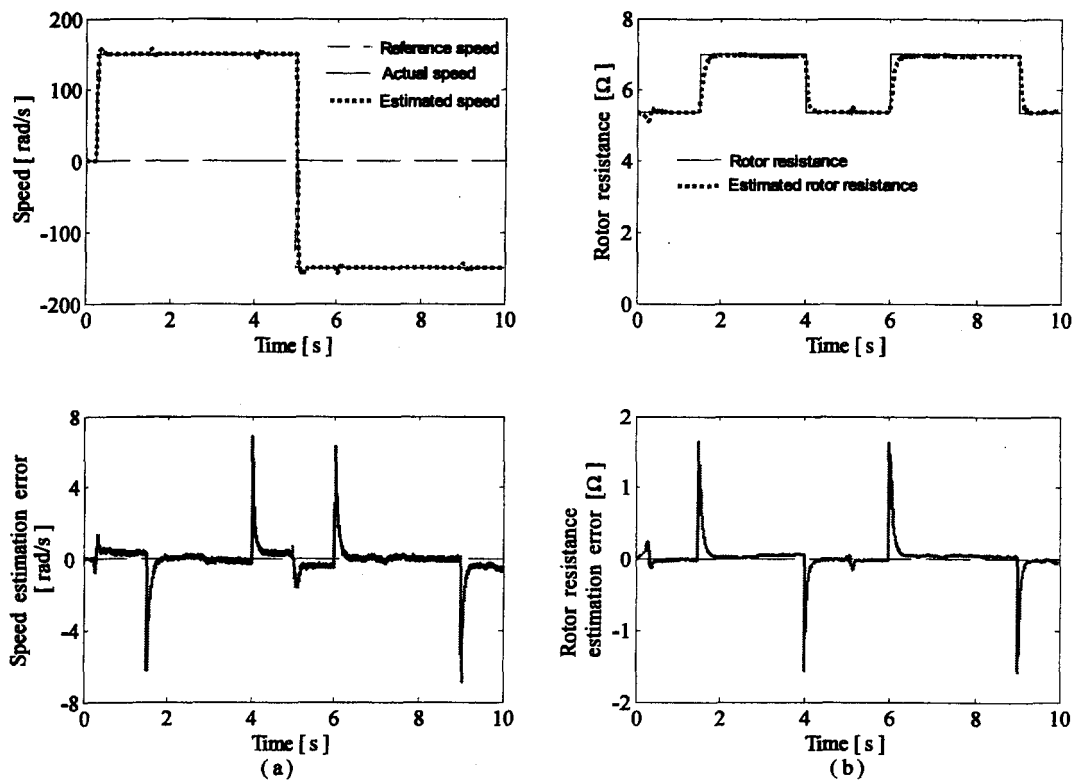 200
150
100
0
-100
-200
Speed [ rad/s ]
Reference speed
Actual speed
Estimated speed
0
2
4
6
8
10
Time [ s ]
8
6
4
2
0
Rotor resistance [Ω]
Rotor resistance
Estimated rotor resistance
0
2
4
6
8
10
Time [ s ]
8
4
0
-4
-8
Speed estimation error
[ rad/s ]
0
2
4
6
8
10
Time [ s ]
( a )
2
1
0
-1
-2
Rotor resistance
estimation error [Ω]
0
2
4
6
8
10
Time [ s ]
( b )